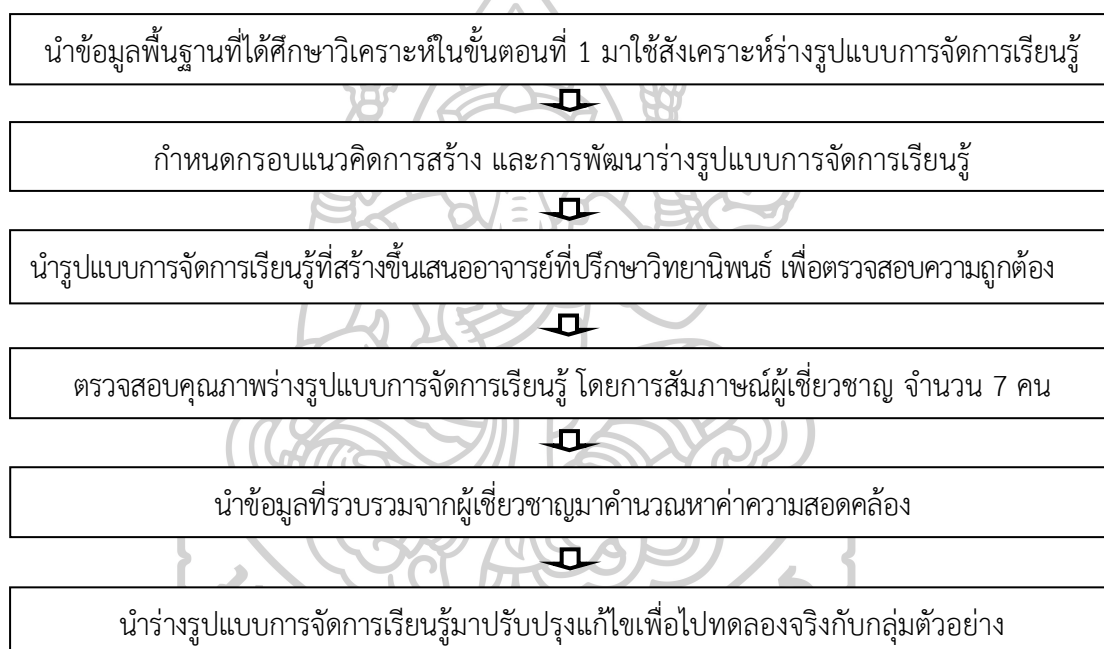 นำข้อมูลพื้นฐานที่ได้ศึกษาวิเคราะห์ในขั้นตอนที่ 1 มาใช้สังเคราะห์ร่างรูปแบบการจัดการเรียนรู้
กำหนดกรอบแนวคิดการสร้าง และการพัฒนาร่างรูปแบบการจัดการเรียนรู้
นำรูปแบบการจัดการเรียนรู้ที่สร้างขึ้นเสนออาจารย์ที่ปรึกษาวิทยานิพนธ์ เพื่อตรวจสอบความถูกต้อง
ตรวจสอบคุณภาพร่างรูปแบบการจัดการเรียนรู้ โดยการสัมภาษณ์ผู้เชี่ยวชาญ จำนวน 7 คน
นำข้อมูลที่รวบรวมจากผู้เชี่ยวชาญมาคำนวณหาค่าความสอดคล้อง
นำร่างรูปแบบการจัดการเรียนรู้มาปรับปรุงแก้ไขเพื่อไปทดลองจริงกับกลุ่มตัวอย่าง